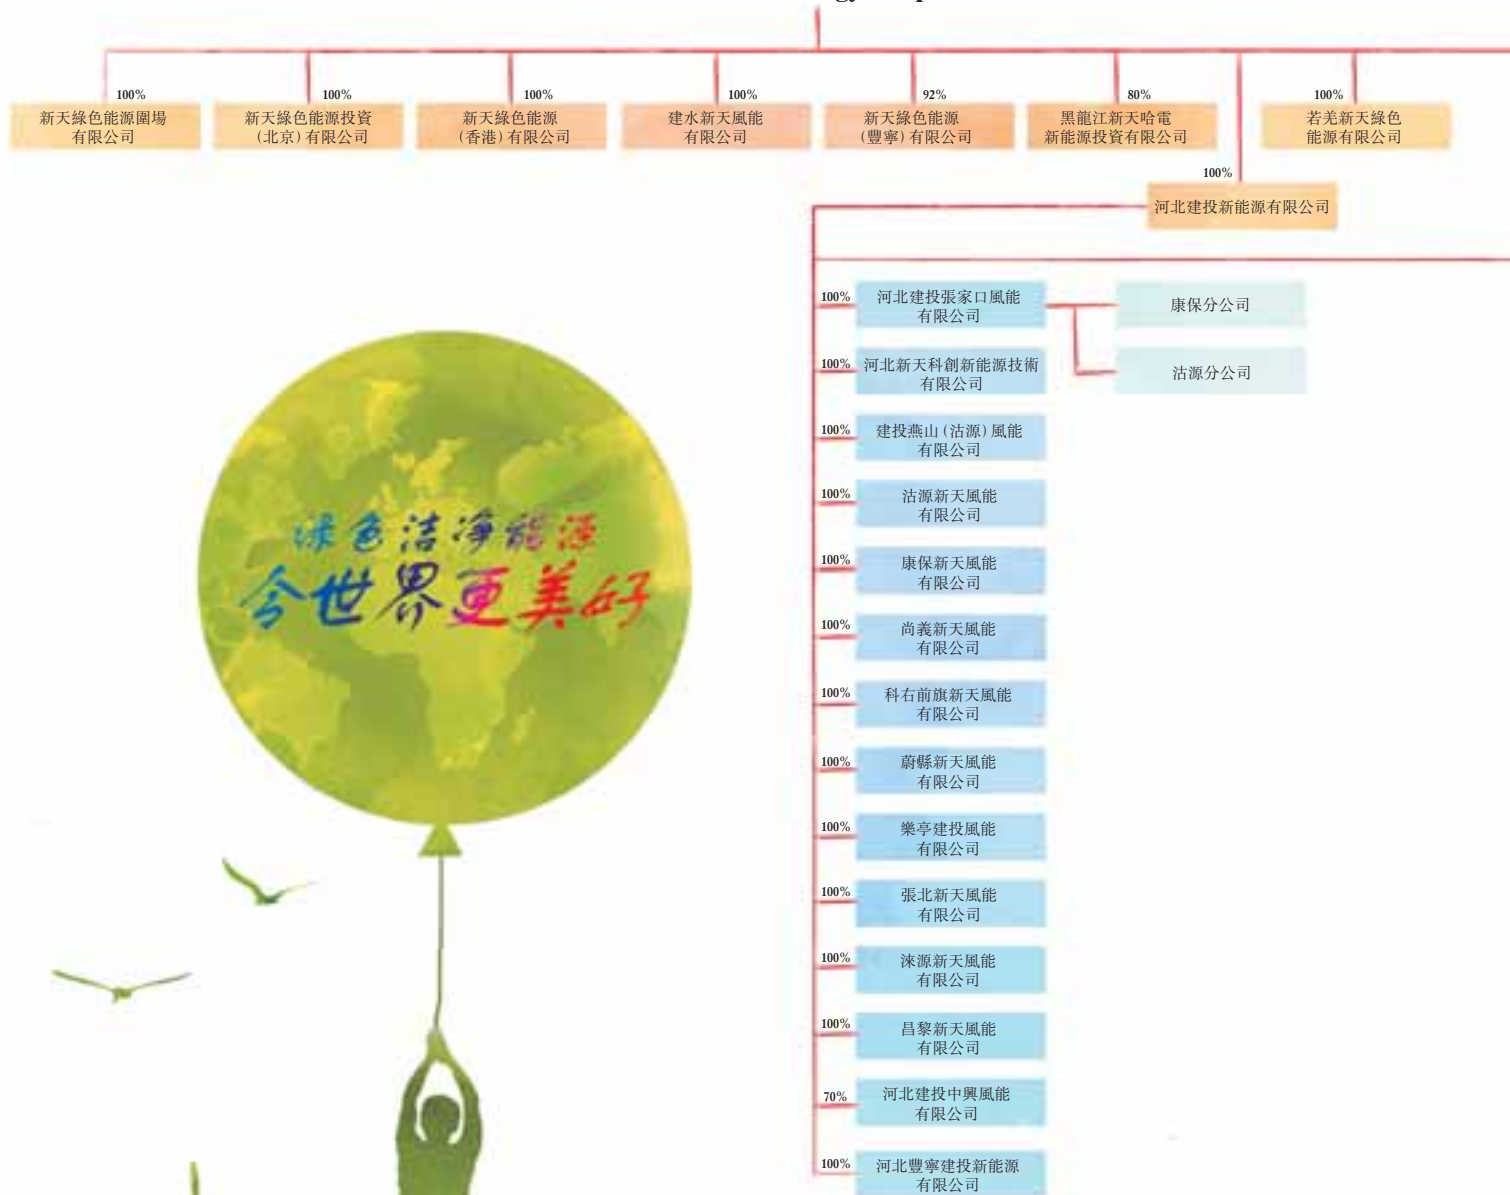 100%
100%
100%
100%
92%
80%
100%
新天綠色能源圍場
有限公司
新天綠色能源投資
(北京)有限公司
新天綠色能源
(香港)有限公司
建水新天風能
有限公司
新天綠色能源
(豐寧)有限公司
黑龍江新天哈電
新能源投資有限公司
若羌新天綠色
能源有限公司
100%
河北建投新能源有限公司
100%
河北建投張家口風能
有限公司
康保分公司
沽源分公司
100%
河北新天科創新能源技術
有限公司
100%
建投燕山(沽源)風能
有限公司
100%
沽源新天風能
有限公司
100%
康保新天風能
有限公司
100%
尚義新天風能
有限公司
100%
科右前旗新天風能
有限公司
100%
蔚縣新天風能
有限公司
100%
樂亭建投風能
有限公司
100%
張北新天風能
有限公司
100%
淶源新天風能
有限公司
100%
昌黎新天風能
有限公司
70%
河北建投中興風能
有限公司
100%
河北豐寧建投新能源
有限公司
绿色洁净能源
令世界更美好